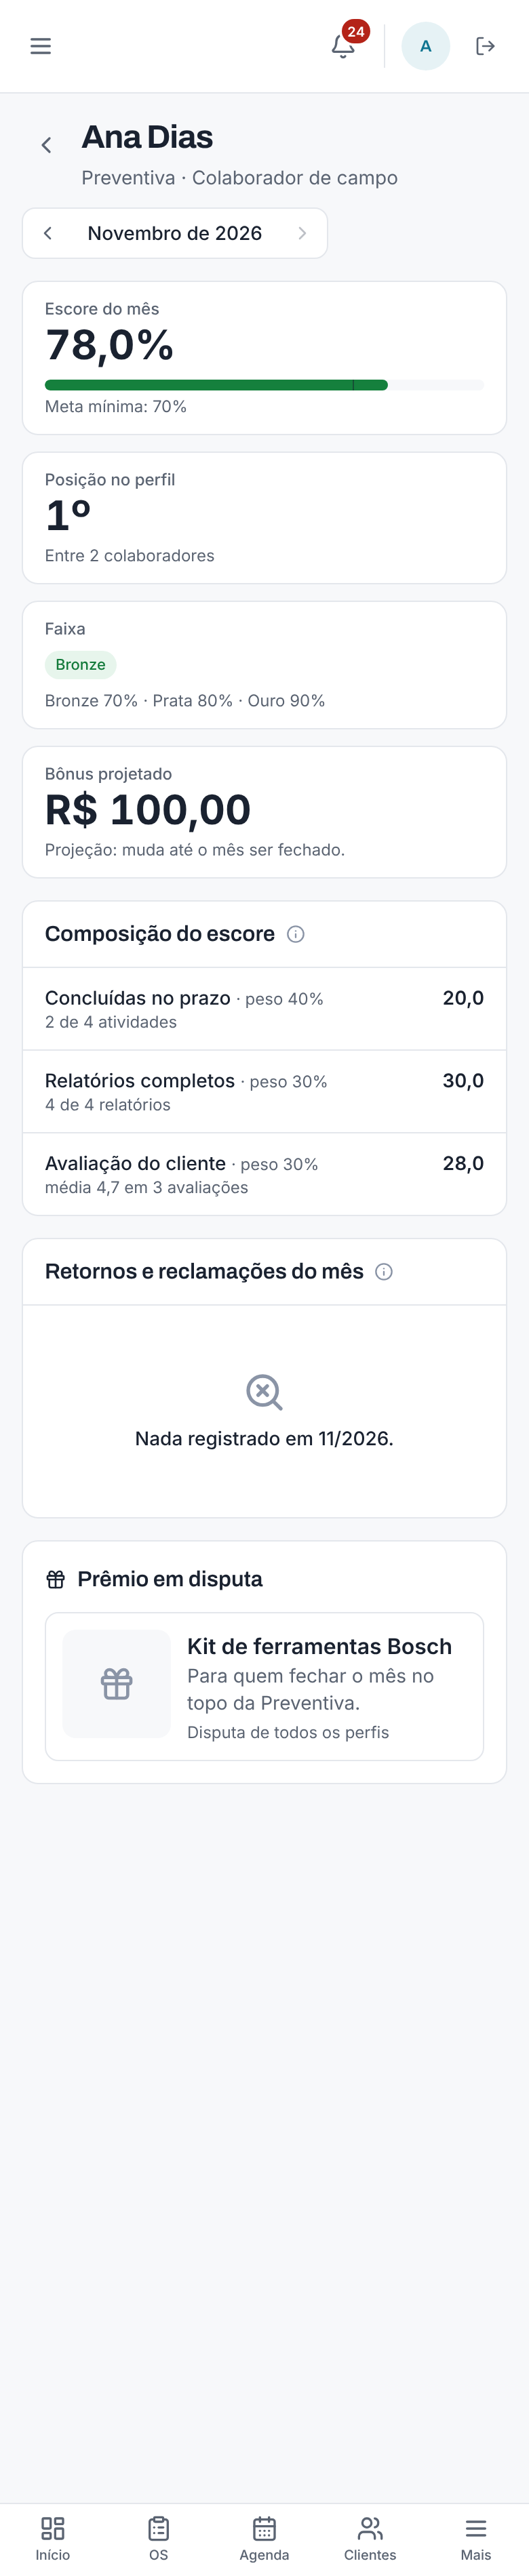 24
A
Ana Dias
Preventiva · Colaborador de campo
Novembro de 2026
Escore do mês
78,0%
Meta mínima: 70%
Posição no perfil
1º
Entre 2 colaboradores
Faixa
Bronze
Bronze 70% · Prata 80% · Ouro 90%
Bônus projetado
R$ 100,00
Projeção: muda até o mês ser fechado.
Composição do escore
Concluídas no prazo · peso 40% 20,0
2 de 4 atividades
Relatórios completos · peso 30% 30,0
4 de 4 relatórios
Avaliação do cliente · peso 30% 28,0
média 4,7 em 3 avaliações
Retornos e reclamações do mês
Nada registrado em 11/2026.
Prêmio em disputa
Kit de ferramentas Bosch
Para quem fechar o mês no
topo da Preventiva.
Disputa de todos os perfis
Início OS Agenda Clientes Mais